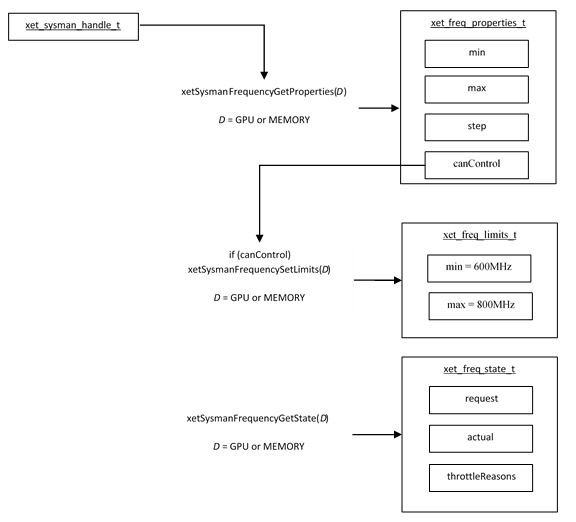 xet_sysman_handle_t
xet_freq_properties_t
min
max
step
canControl
xetSysmanFrequencyGetProperties(D)
D = GPU or MEMORY
if (canControl)
xetSysmanFrequencySetLimits(D)
D = GPU or MEMORY
xet_freq_limits_t
min = 600MHz
max = 800MHz
xetSysmanFrequencyGetState(D)
D = GPU or MEMORY
xet_freq_state_t
request
actual
throttleReasons